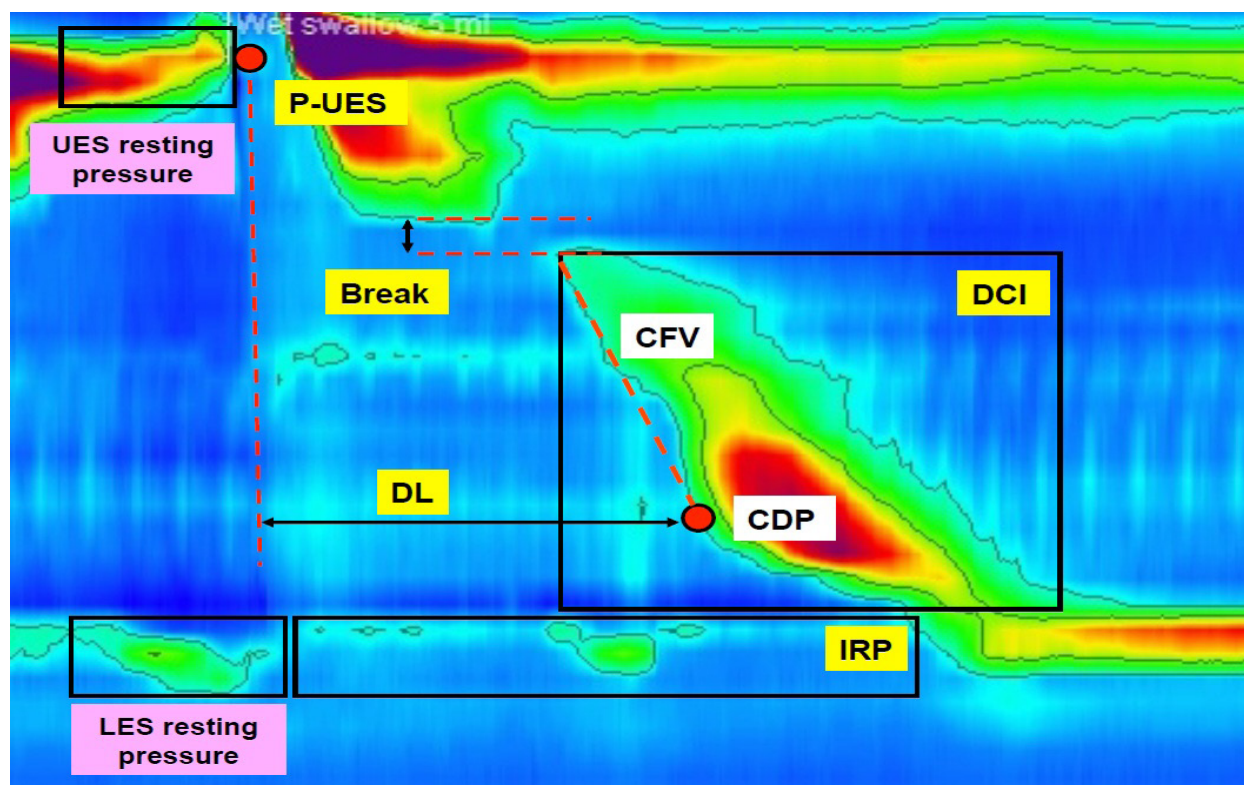 Wet swallow 5 ml
P-UES
UES resting
pressure
Break
DCI
CFV
DL
CDP
IRP
LES resting
pressure